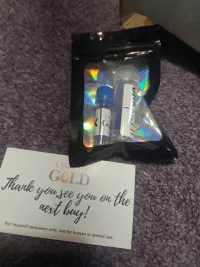 GOLD
Thank you, see you on the
next buy!
For research purposes only, not for human or animal use.